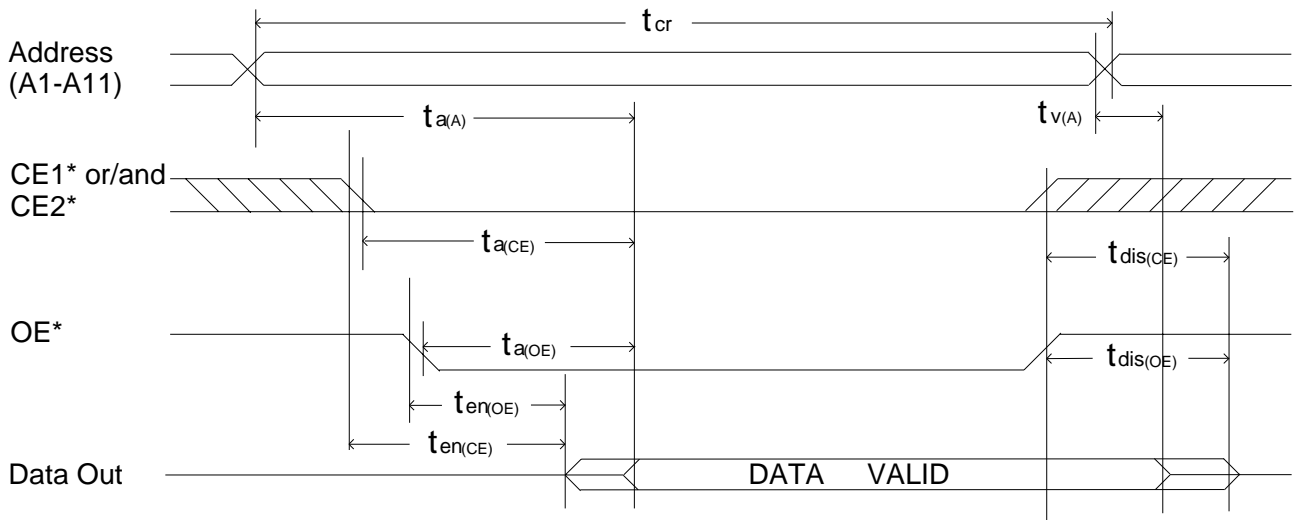 tcr
Address
(A1-A11)
ta(A)
tv(A)
CE1* or/and
CE2*
ta(CE)
tdis(CE)
OE*
ta(OE)
tdis(OE)
ten(OE)
ten(CE)
Data Out
DATA VALID